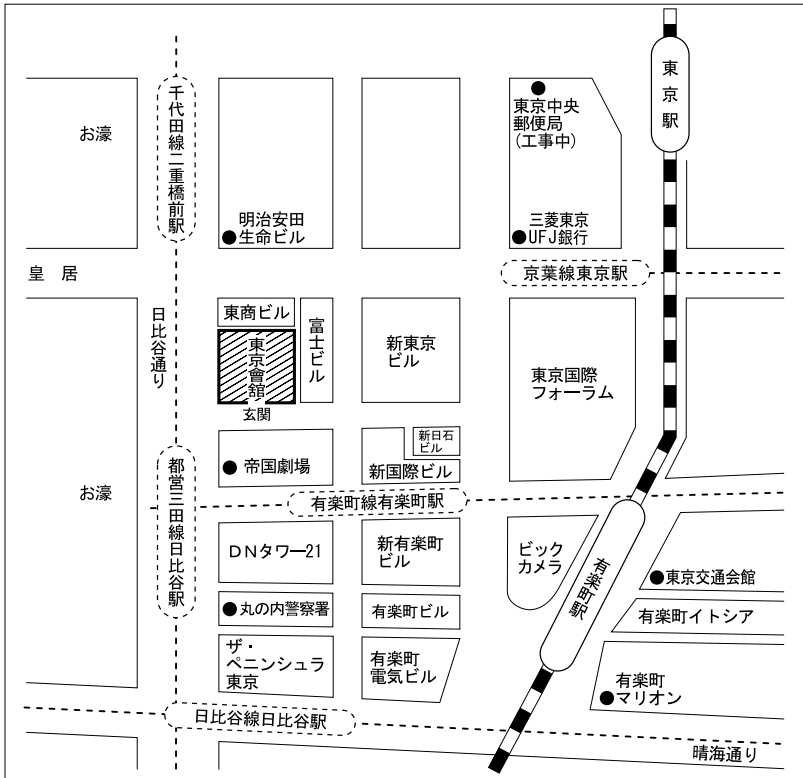 東京駅
お濠
千代田線二重橋前駅
東京中央
郵便局
(工事中)
明治安田
生命ビル
三菱東京
UFJ銀行
皇 居
京葉線東京駅
日比谷通り
東商ビル
東京會舘
玄関
富士ビル
新東京
ビル
東京国際
フォーラム
新日石
ビル
帝国劇場
新国際ビル
お濠
都営三田線日比谷駅
有楽町線有楽町駅
DNタワー21
新有楽町
ビル
ビック
カメラ
有楽町駅
東京交通会館
丸の内警察署
有楽町ビル
有楽町イトシア
ザ・
ペニンシュラ
東京
有楽町
電気ビル
有楽町
マリオン
日比谷線日比谷駅
晴海通り